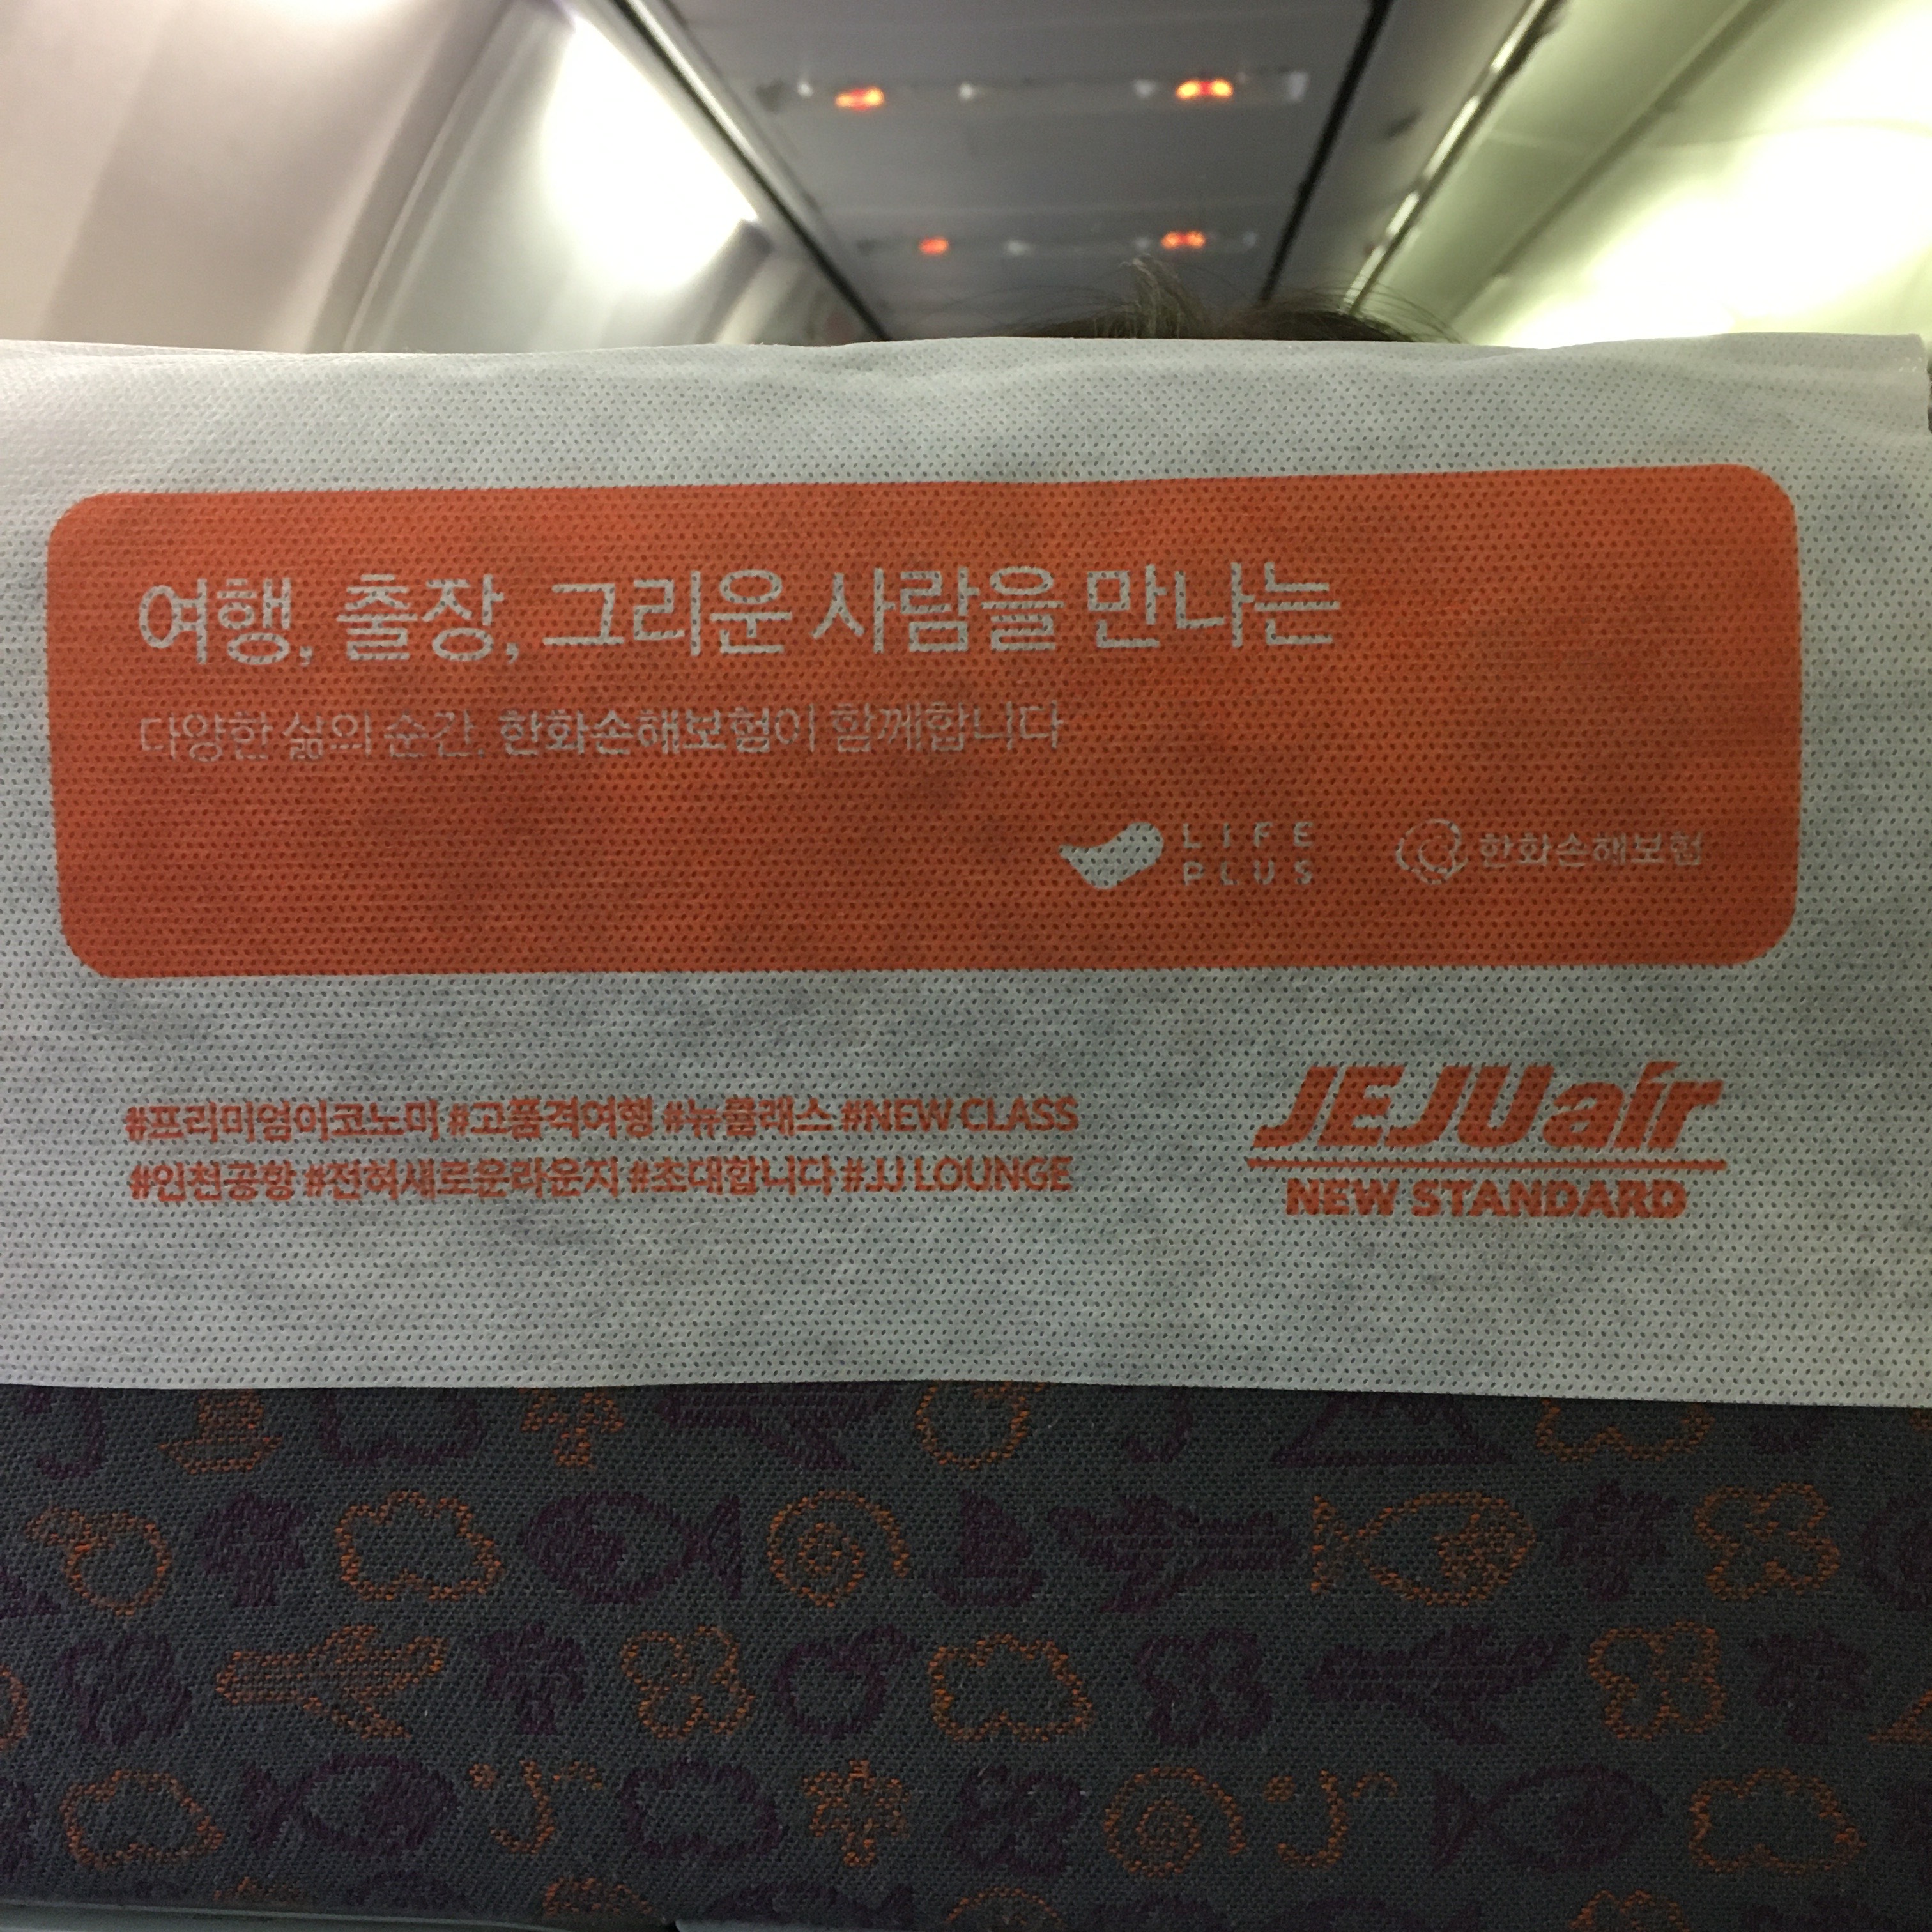 여행, 출장, 그리운 사람을 만나는
다양한 삶의 순간, 한화손해보험이 함께합니다
LIFE
PLUS
한화손해보험
#프리미엄이코노미 #고품격여행 #뉴클래스 #NEW CLASS
#인천공항 #전혀새로운라운지 #초대합니다 #JJ LOUNGE
JEJUair
NEW STANDARD